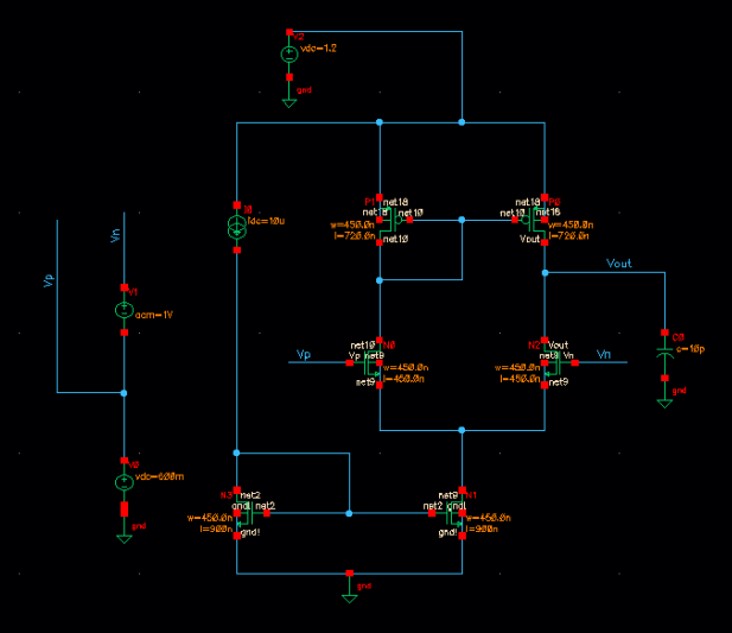 V2
vdc=1.2
gnd
I0
idc=10u
P1
net18
net18
net10
w=450.0n
l=720.0n
net10
P0
net18
net10
net18
w=450.0n
l=720.0n
Vout
Vout
Vn
Vp
V1
acm=1V
net10
N0
Vp
Vp
net9
w=450.0n
l=450.0n
net9
N2
Vout
net9
Vn
Vn
w=450.0n
l=450.0n
net9
C0
c=10p
gnd
V0
vdc=600m
gnd
N3
net2
gnd!
net2
w=450.0n
l=900n
gnd!
net9
N1
net2
gnd!
w=450.0n
l=900n
gnd!
gnd